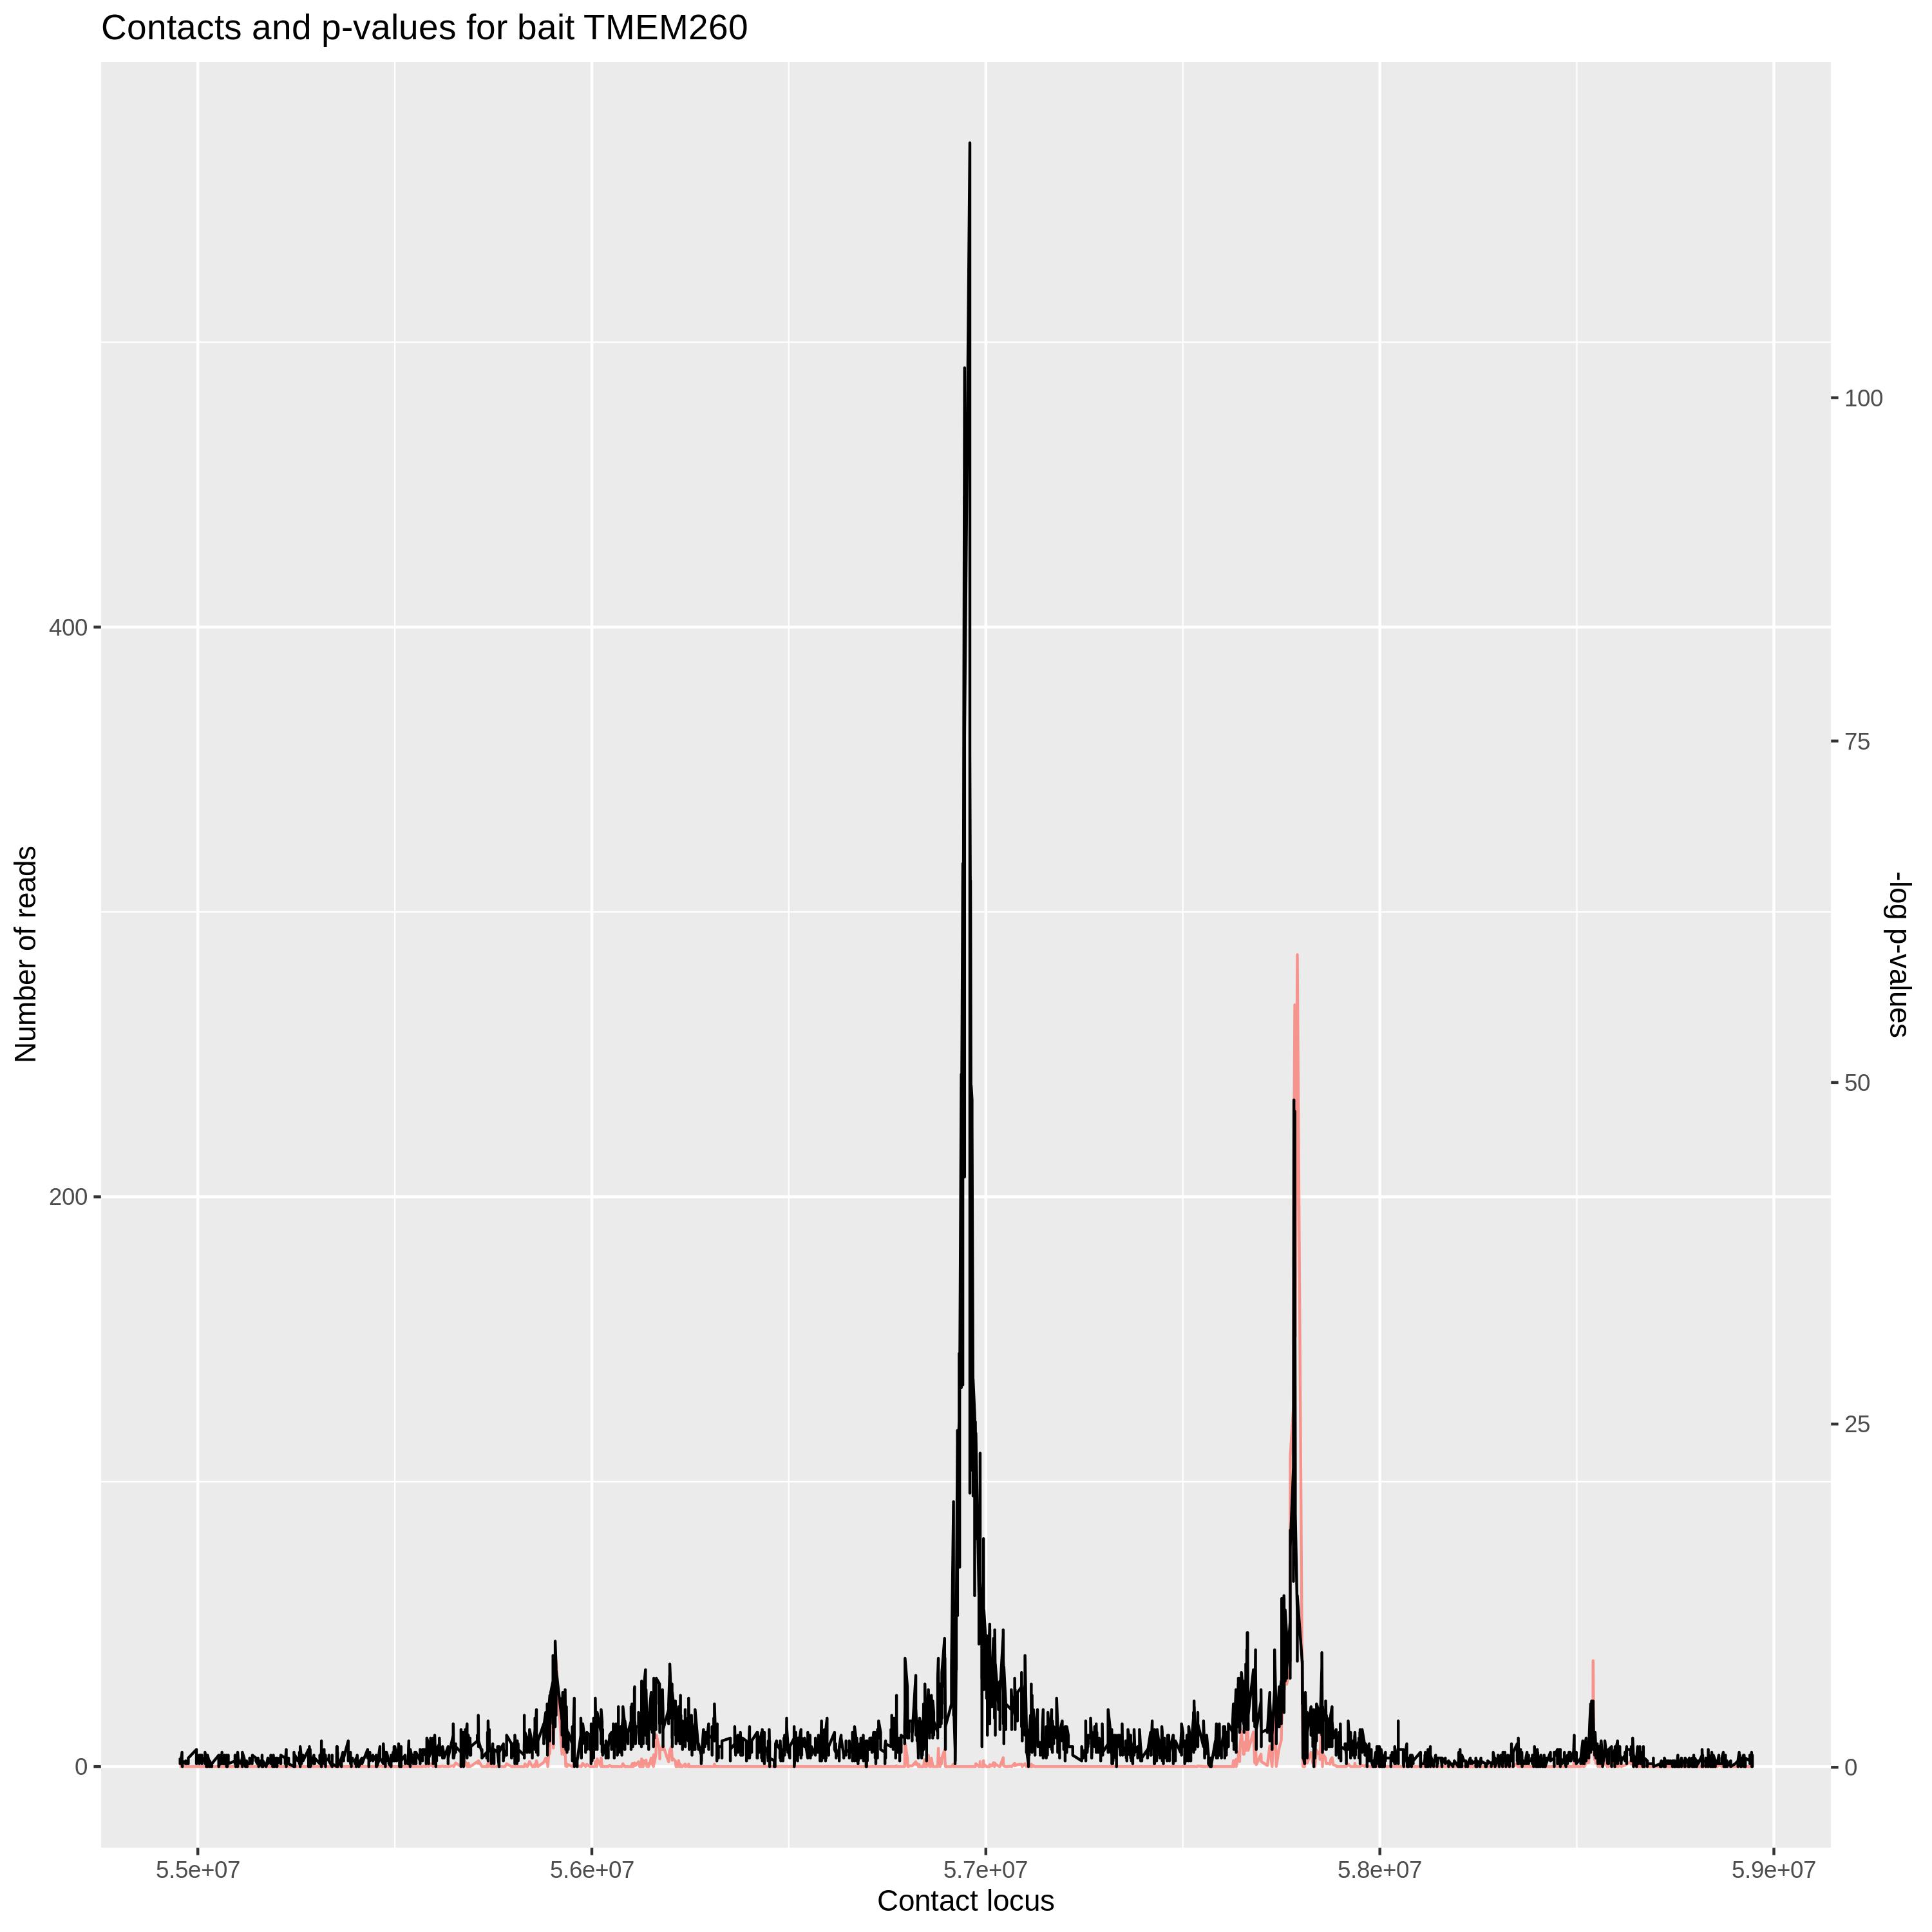 Contacts and p-values for bait TMEM260
Number of reads
400
200
0
100
75
50
25
0
-log p-values
5.5e+07 5.6e+07 5.7e+07 5.8e+07 5.9e+07
Contact locus